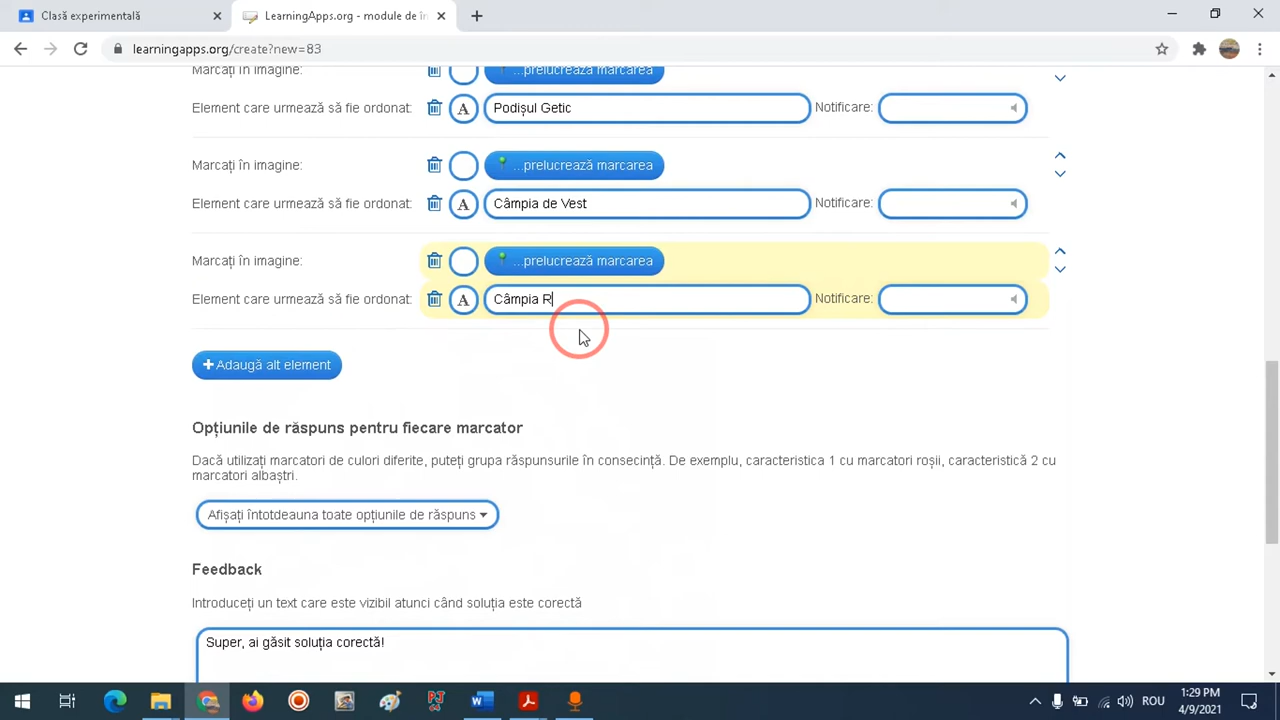 Clasă experimentală
LearningApps.org - module de în
learningapps.org/create?new=83
Marcați în imagine:
...prelucrează marcarea
Element care urmează să fie ordonat:
A
Podișul Getic
Notificare:
Marcați în imagine:
...prelucrează marcarea
Element care urmează să fie ordonat:
A
Câmpia de Vest
Notificare:
Marcați în imagine:
...prelucrează marcarea
Element care urmează să fie ordonat:
A
Câmpia R
Notificare:
+ Adaugă alt element
Opțiunile de răspuns pentru fiecare marcator
Dacă utilizați marcatori de culori diferite, puteți grupa răspunsurile în consecință. De exemplu, caracteristica 1 cu marcatori roșii, caracteristică 2 cu
marcatori albaștri.
Afișați întotdeauna toate opțiunile de răspuns
Feedback
Introduceți un text care este vizibil atunci când soluția este corectă
Super, ai găsit soluția corectă!
ROU
1:29 PM
4/9/2021